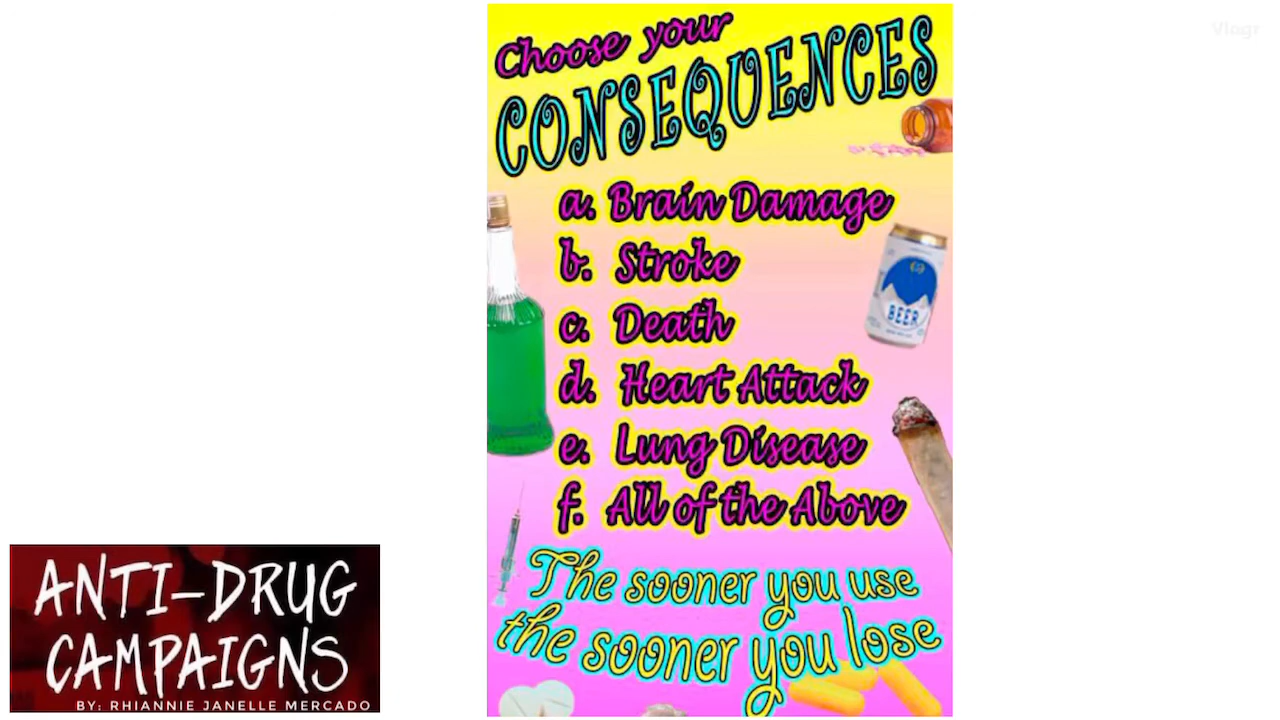 Choose your
CONSEQUENCES
a. Brain Damage
b. Stroke
c. Death
d. Heart Attack
e. Lung Disease
f. All of the Above
The sooner you use
the sooner you lose
BEER
ANTI-DRUG
CAMPAIGNS
BY: RHIANNIE JANELLE MERCADO